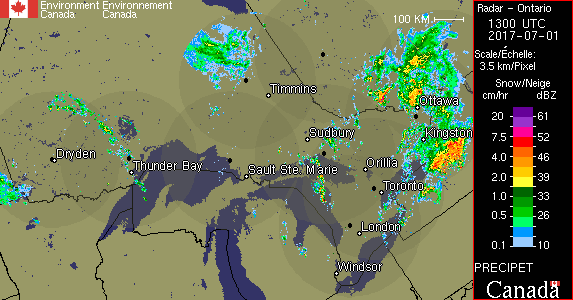 Environment Environnement
Canada Canada
100 KM
Timmins
Ottawa
Sudbury
Kingston
Dryden
Thunder Bay
Sault Ste. Marie
Orillia
Toronto
London
Windsor
Radar - Ontario
1300 UTC
2017-07-01
Scale/Échelle:
3.5 km/Pixel
Snow/Neige
cm/hr dBZ
20 61
7.5 52
4.0 46
2.0 39
1.0 33
0.5 26
0.1 10
PRECIPET
Canada